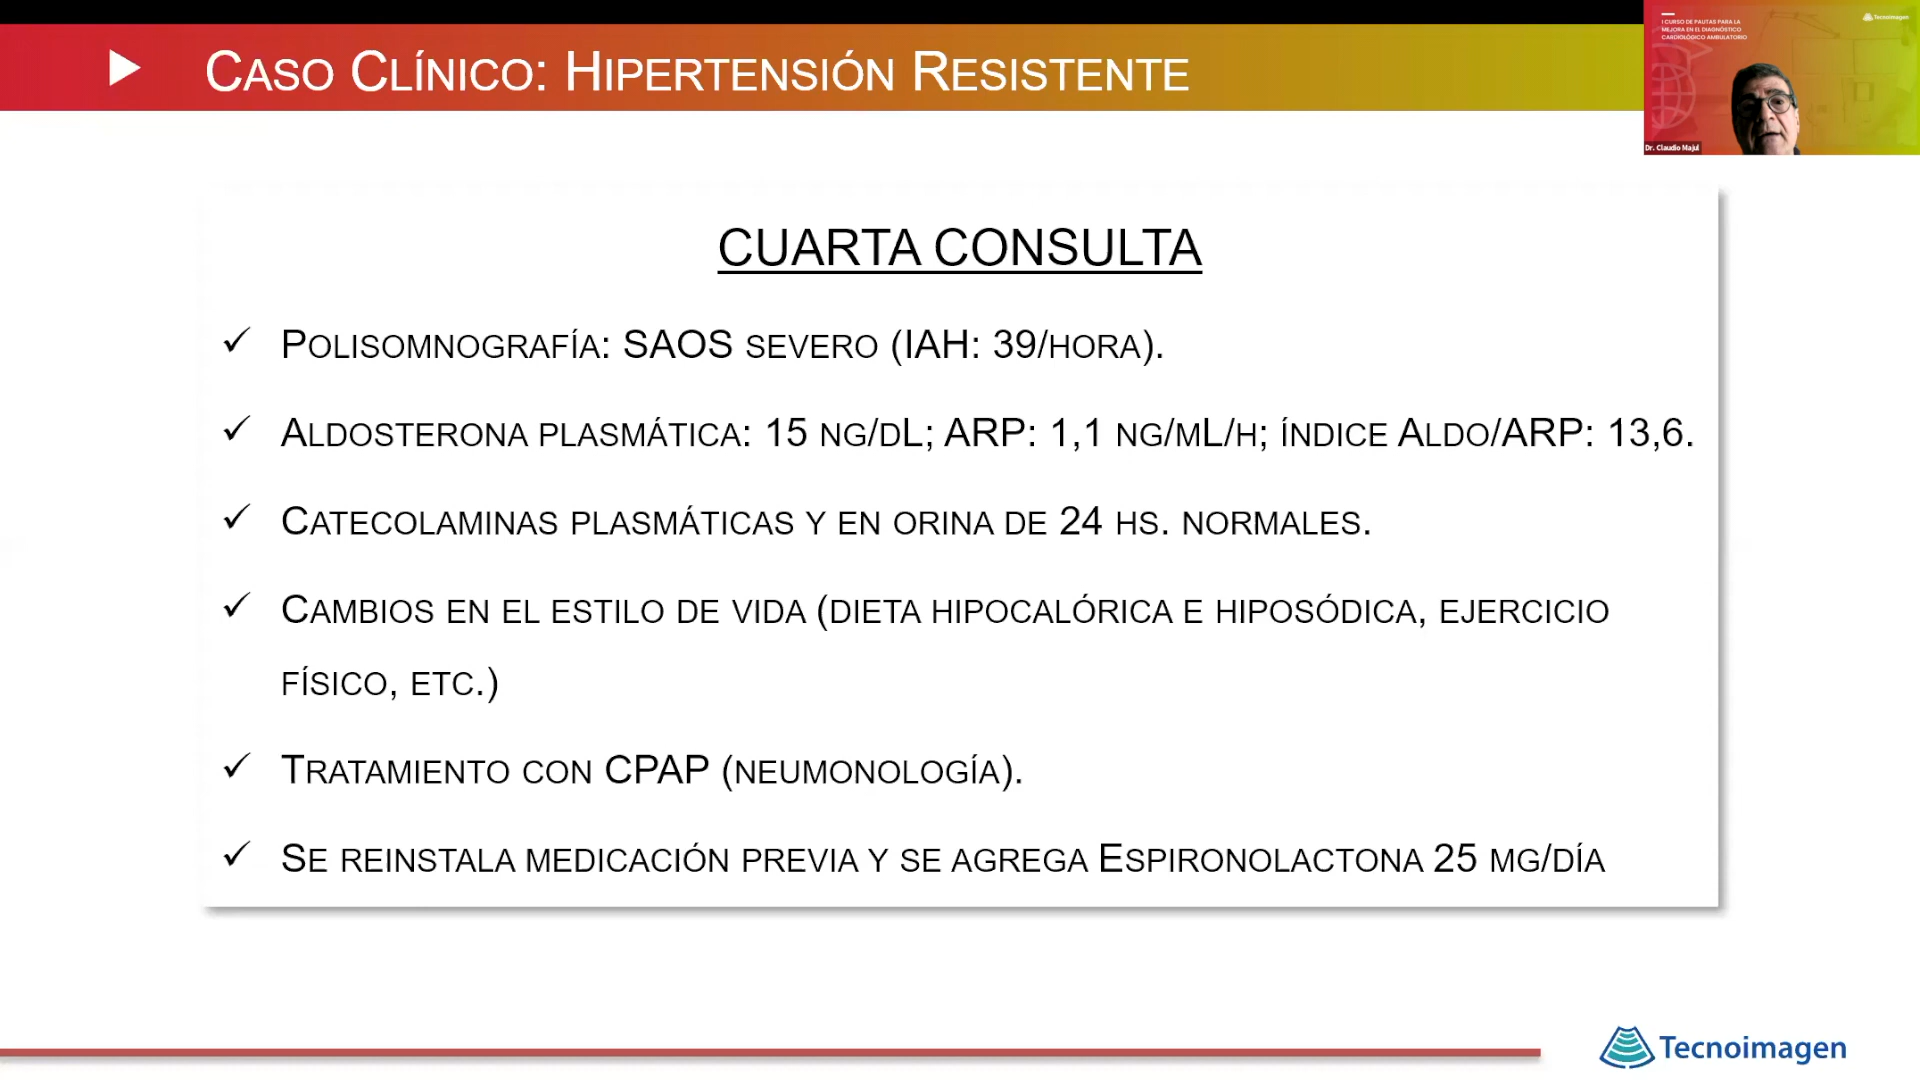 CASO CLÍNICO: HIPERTENSIÓN RESISTENTE
I CURSO DE PAUTAS PARA LA
MEJORA EN EL DIAGNÓSTICO
CARDIOLÓGICO AMBULATORIO
Tecnoimagen
Dr. Claudio Majul
CUARTA CONSULTA
✓ POLISOMNOGRAFÍA: SAOS SEVERO (IAH: 39/HORA).
✓ ALDOSTERONA PLASMÁTICA: 15 NG/DL; ARP: 1,1 NG/ML/H; ÍNDICE ALDO/ARP: 13,6.
✓ CATECOLAMINAS PLASMÁTICAS Y EN ORINA DE 24 HS. NORMALES.
✓ CAMBIOS EN EL ESTILO DE VIDA (DIETA HIPOCALÓRICA E HIPOSÓDICA, EJERCICIO
FÍSICO, ETC.)
✓ TRATAMIENTO CON CPAP (NEUMONOLOGÍA).
✓ SE REINSTALA MEDICACIÓN PREVIA Y SE AGREGA ESPIRONOLACTONA 25 MG/DÍA
Tecnoimagen